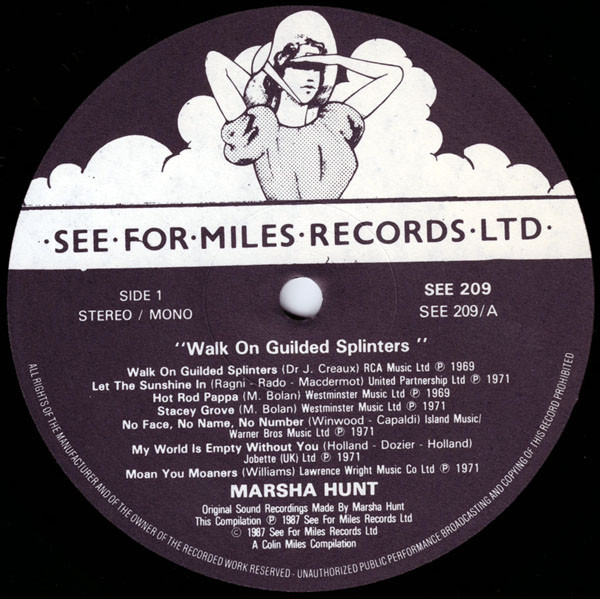 ·SEE·FOR·MILES·RECORDS·LTD·
SIDE 1
STEREO / MONO
SEE 209
SEE 209/A
"Walk On Guilded Splinters"
Walk On Guilded Splinters (Dr J. Creaux) RCA Music Ltd ℗ 1969
Let The Sunshine In (Ragni - Rado - Macdermot) United Partnership Ltd ℗ 1971
Hot Rod Pappa (M. Bolan) Westminster Music Ltd ℗ 1969
Stacey Grove (M. Bolan) Westminster Music Ltd ℗ 1971
No Face, No Name, No Number (Winwood - Capaldi) Island Music/
Warner Bros Music Ltd ℗ 1971
My World Is Empty Without You (Holland - Dozier - Holland)
Jobette (UK) Ltd ℗ 1971
Moan You Moaners (Williams) Lawrence Wright Music Co Ltd ℗ 1971
MARSHA HUNT
Original Sound Recordings Made By Marsha Hunt
This Compilation ℗ 1987 See For Miles Records Ltd
© 1987 See For Miles Records Ltd
A Colin Miles Compilation
ALL RIGHTS OF THE MANUFACTURER AND OF THE OWNER OF THE RECORDED WORK RESERVED - UNAUTHORIZED PUBLIC PERFORMANCE BROADCASTING AND COPYING OF THIS RECORD PROHIBITED